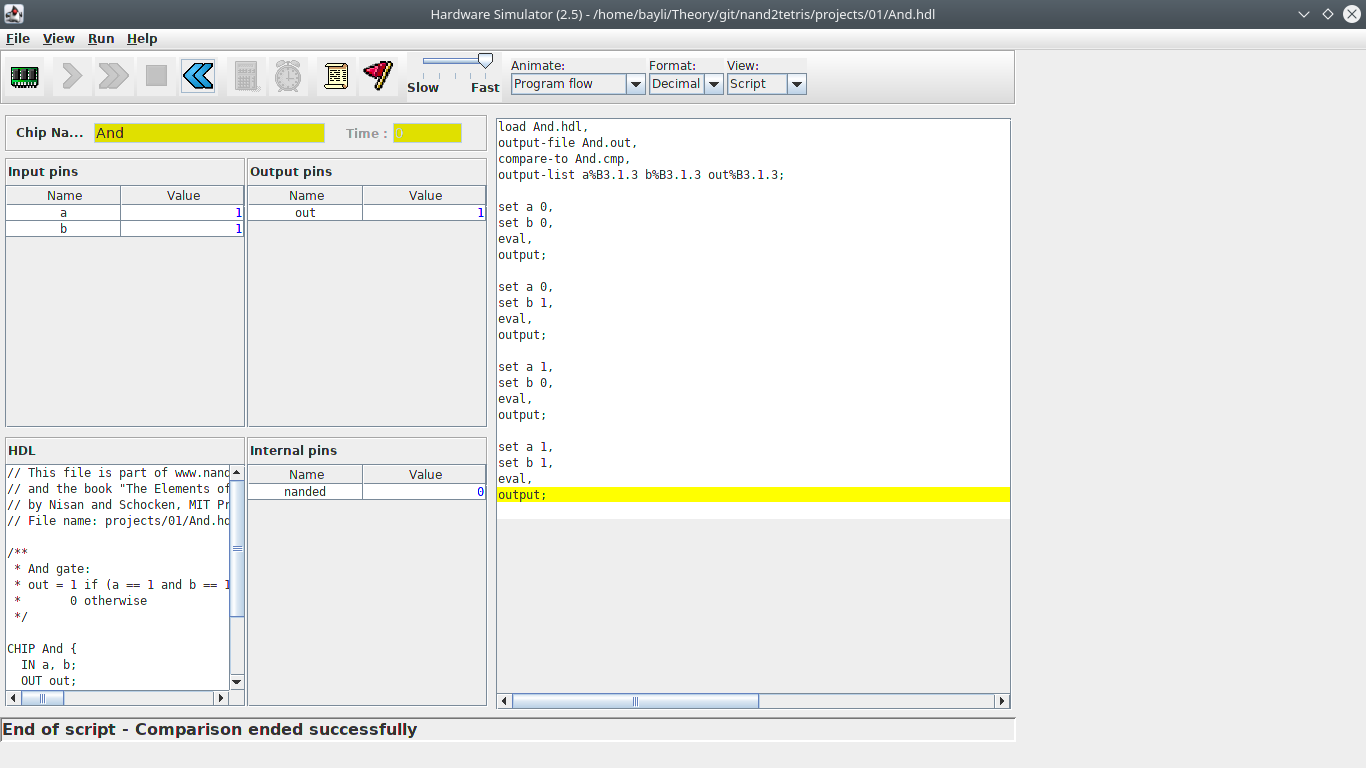 Hardware Simulator (2.5) - /home/bayli/Theory/git/nand2tetris/projects/01/And.hdl
File View Run Help
Slow Fast
Animate: Format: View:
Program flow Decimal Script
Chip Na... And Time : 0
Input pins
Name Value
a 1
b 1
Output pins
Name Value
out 1
HDL
// This file is part of www.nand
// and the book "The Elements of
// by Nisan and Schocken, MIT Pr
// File name: projects/01/And.hd
/**
* And gate:
* out = 1 if (a == 1 and b == 1
* 0 otherwise
*/
CHIP And {
IN a, b;
OUT out;
Internal pins
Name Value
nanded 0
load And.hdl,
output-file And.out,
compare-to And.cmp,
output-list a%B3.1.3 b%B3.1.3 out%B3.1.3;
set a 0,
set b 0,
eval,
output;
set a 0,
set b 1,
eval,
output;
set a 1,
set b 0,
eval,
output;
set a 1,
set b 1,
eval,
output;
End of script - Comparison ended successfully